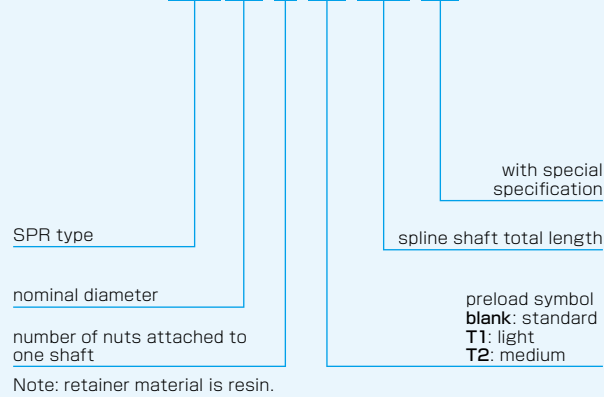 with special
specification
SPR type
spline shaft total length
nominal diameter
preload symbol
blank: standard
T1: light
T2: medium
number of nuts attached to
one shaft
Note: retainer material is resin.